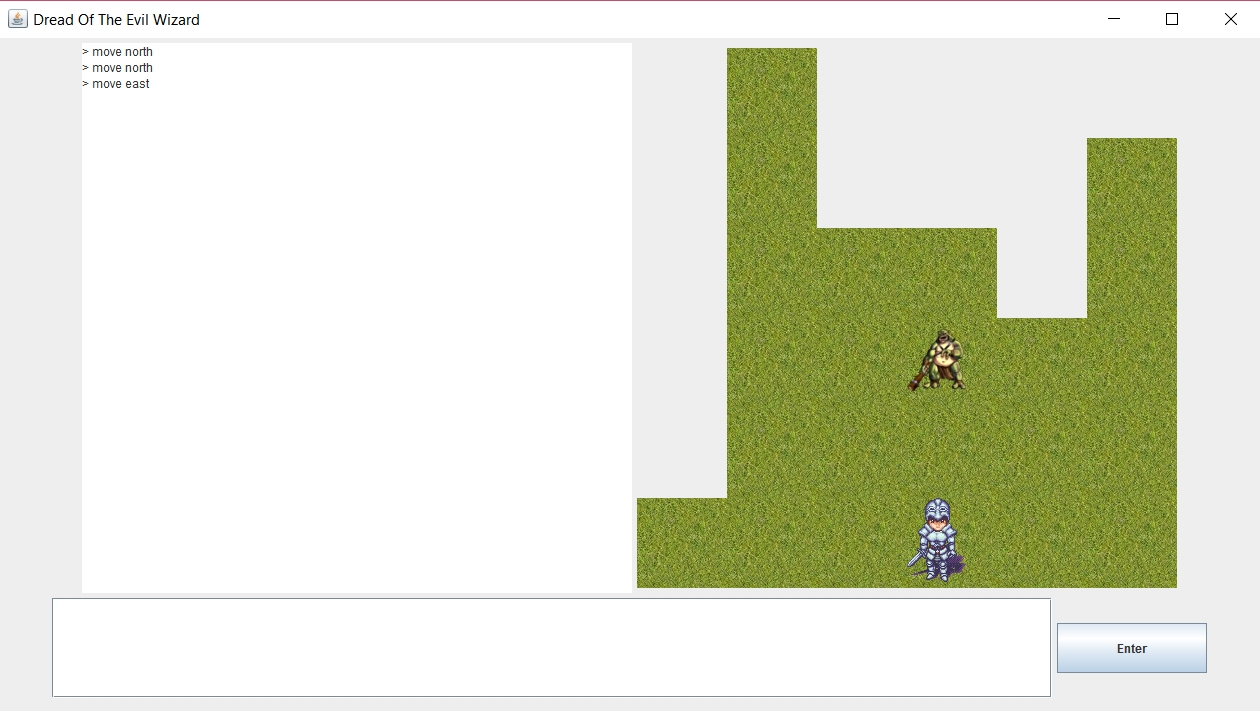 Dread Of The Evil Wizard
> move north
> move north
> move east
Enter